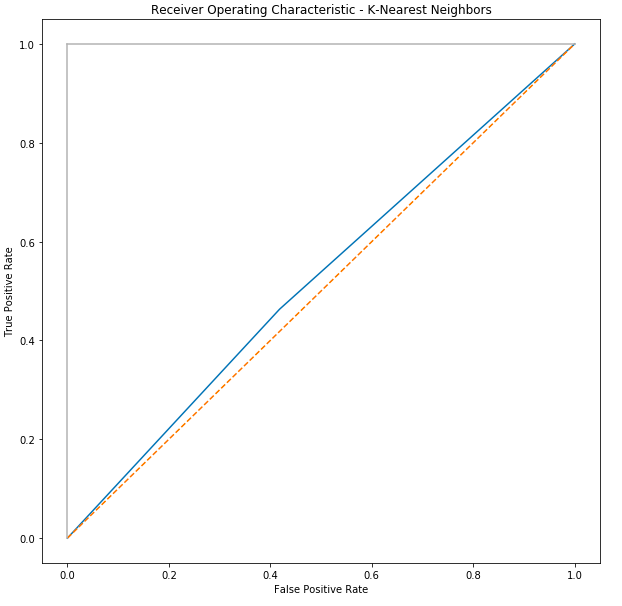 Receiver Operating Characteristic - K-Nearest Neighbors
1.0
0.8
0.6
0.4
0.2
0.0
True Positive Rate
0.0 0.2 0.4 0.6 0.8 1.0
False Positive Rate